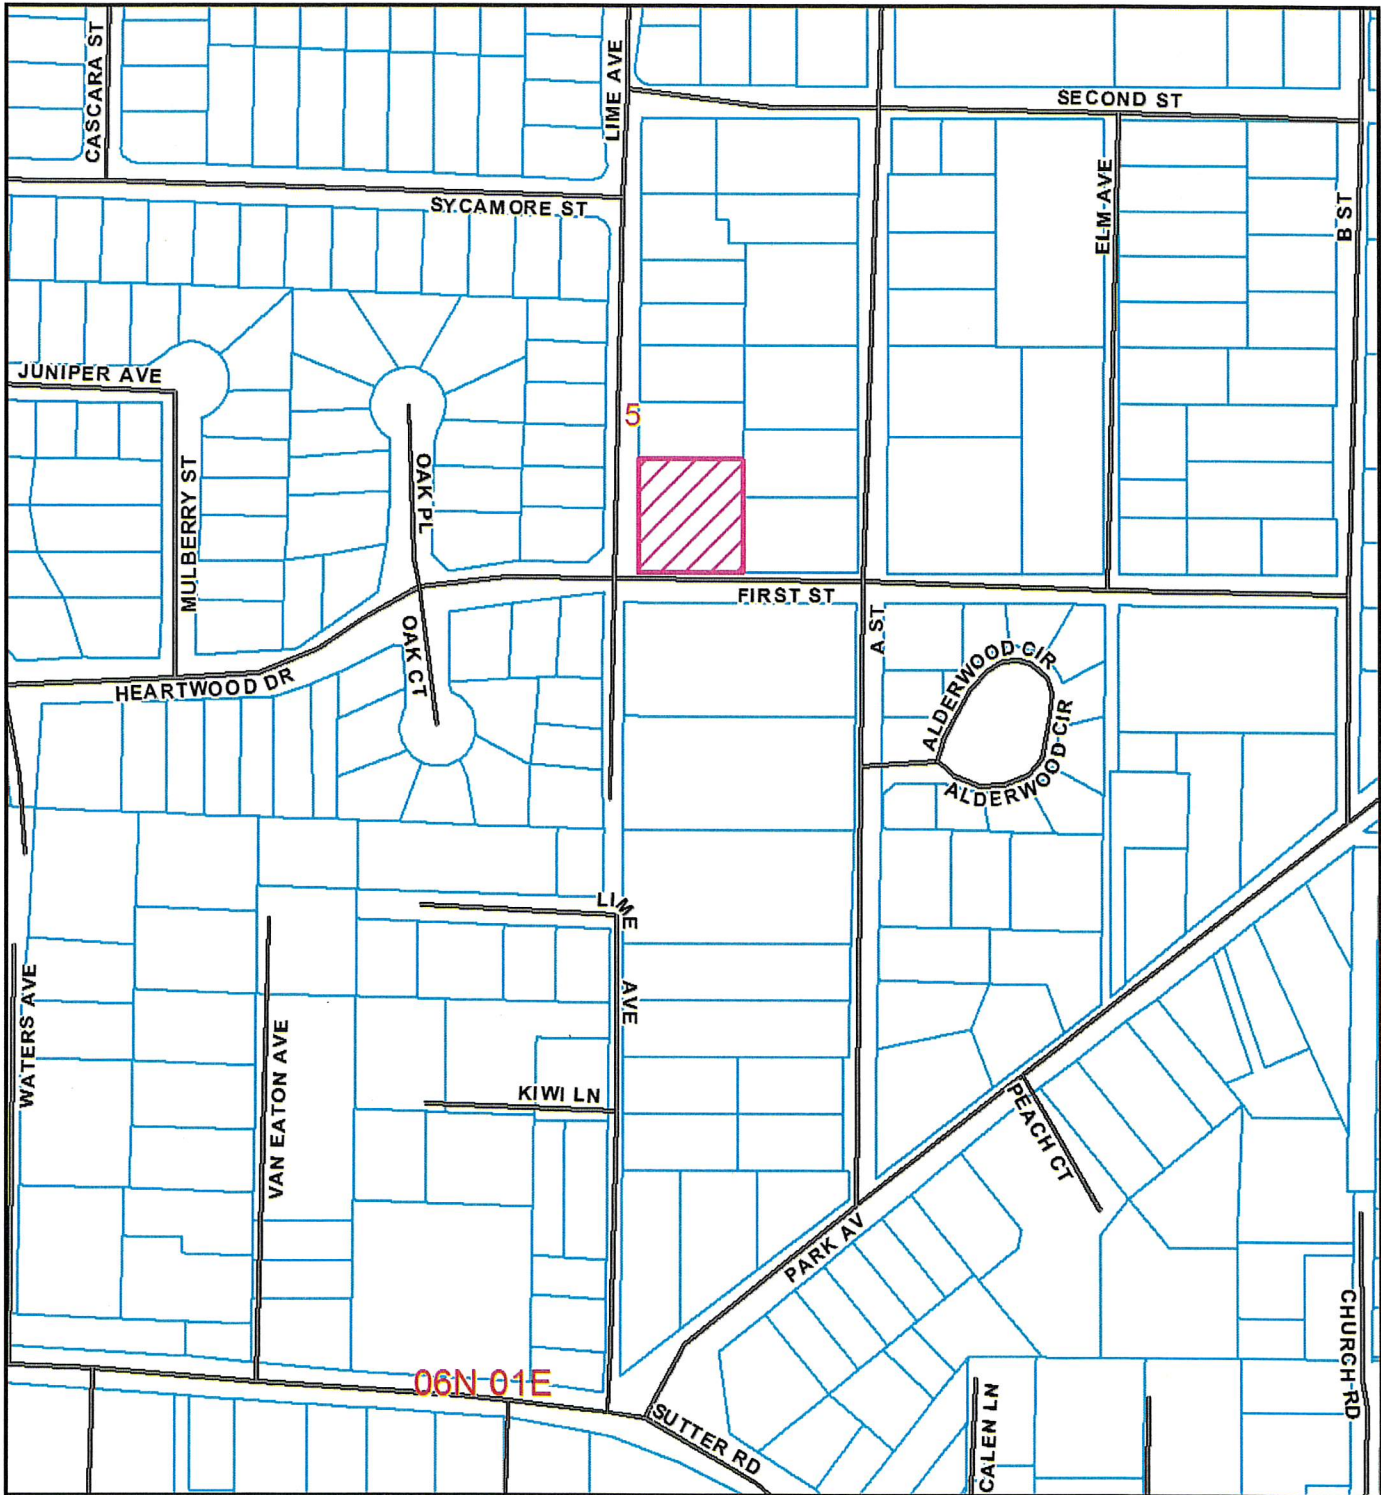 CASCARA ST
LIME AVE
SECOND ST
SYCAMORE ST
ELM AVE
B ST
JUNIPER AVE
5
OAK PL
MULBERRY ST
FIRST ST
A ST
OAK CT
ALDERWOOD CIR
HEARTWOOD DR
ALDERWOOD CIR
LIME AVE
WATERS AVE
VAN EATON AVE
KIWI LN
PEACH CT
PARK AV
CHURCH RD
06N 01E
SUTTER RD
CALEN LN